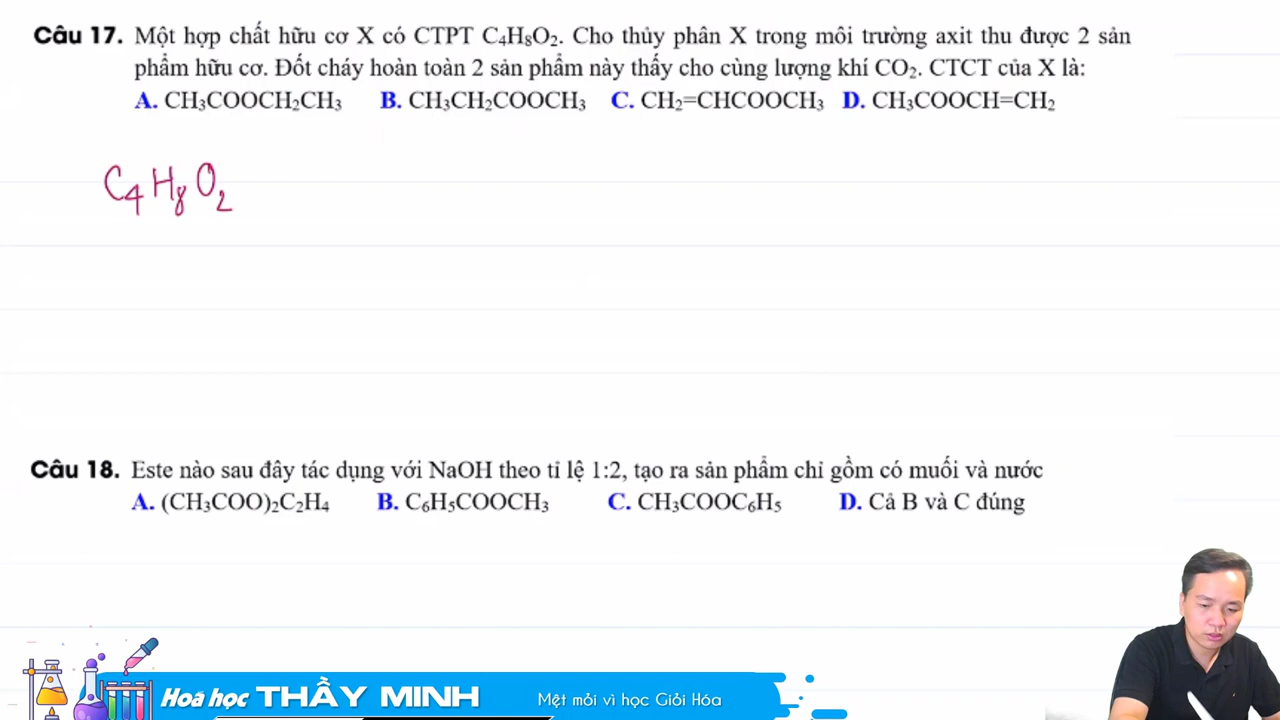 Câu 17. Một hợp chất hữu cơ X có CTPT C₄H₈O₂. Cho thủy phân X trong môi trường axit thu được 2 sản
phẩm hữu cơ. Đốt cháy hoàn toàn 2 sản phẩm này thấy cho cùng lượng khí CO₂. CTCT của X là:
A. CH₃COOCH₂CH₃ B. CH₃CH₂COOCH₃ C. CH₂=CHCOOCH₃ D. CH₃COOCH=CH₂
C₄H₈O₂
Câu 18. Este nào sau đây tác dụng với NaOH theo tỉ lệ 1:2, tạo ra sản phẩm chỉ gồm có muối và nước
A. (CH₃COO)₂C₂H₄ B. C₆H₅COOCH₃ C. CH₃COOC₆H₅ D. Cả B và C đúng
Hoá học THẦY MINH Mệt mỏi vì học Giỏi Hóa